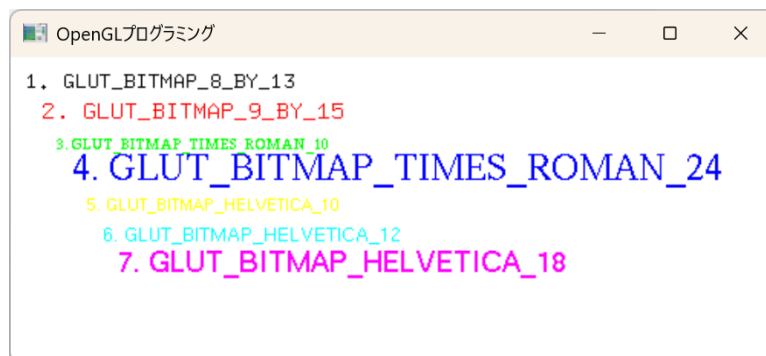 OpenGLプログラミング
1. GLUT_BITMAP_8_BY_13
2. GLUT_BITMAP_9_BY_15
3.GLUT_BITMAP_TIMES_ROMAN_10
4. GLUT_BITMAP_TIMES_ROMAN_24
5. GLUT_BITMAP_HELVETICA_10
6. GLUT_BITMAP_HELVETICA_12
7. GLUT_BITMAP_HELVETICA_18